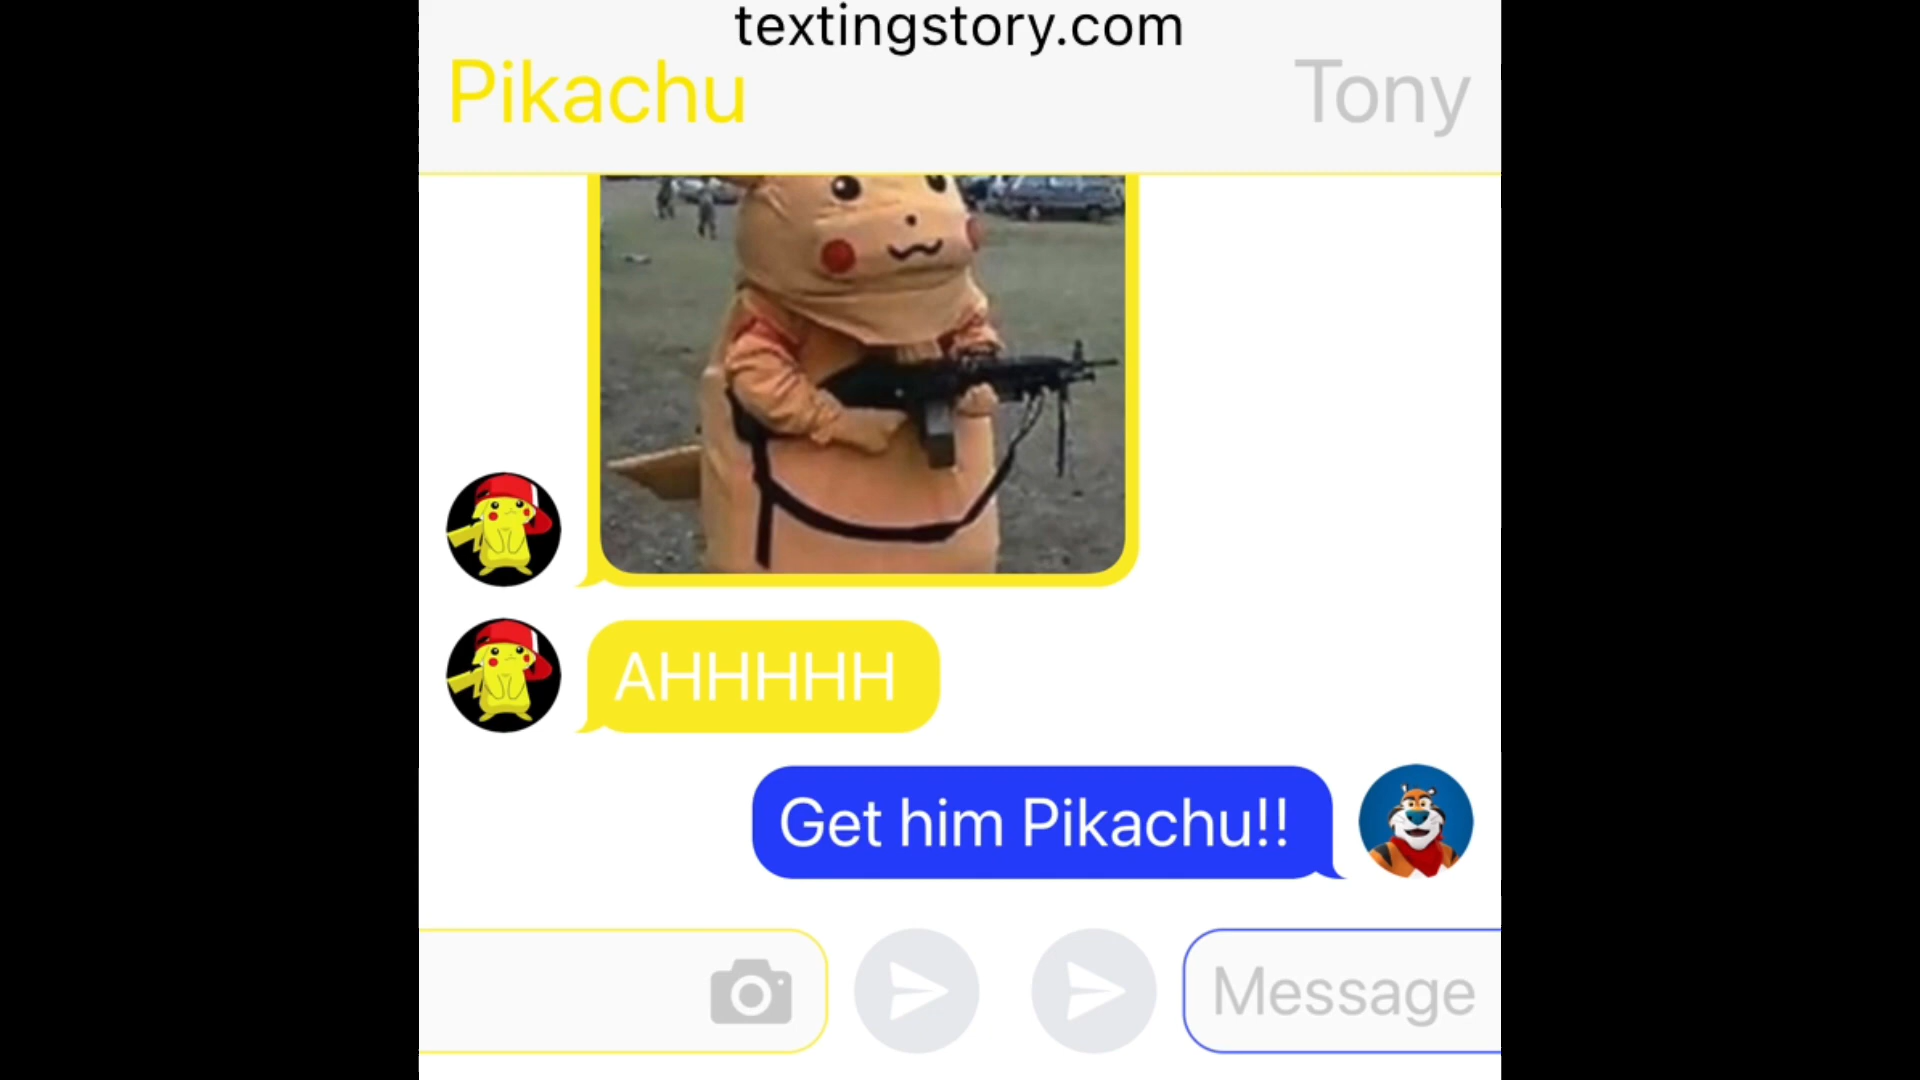 textingstory.com
Pikachu
Tony
AHHHHH
Get him Pikachu!!
Message